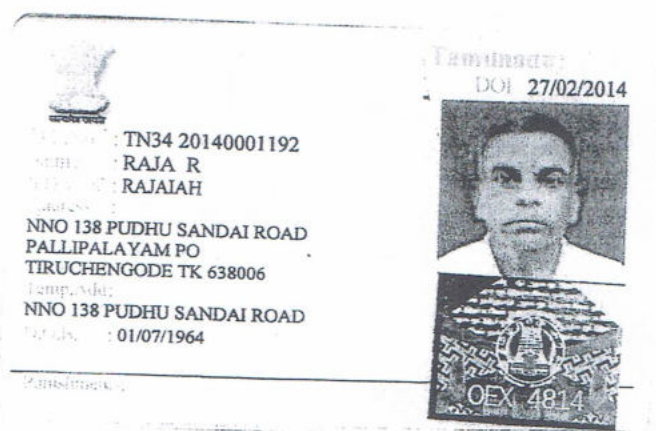 Tamilnadu
DOI 27/02/2014
: TN34 20140001192
: RAJA R
: RAJAIAH
NNO 138 PUDHU SANDAI ROAD
PALLIPALAYAM PO
TIRUCHENGODE TK 638006
NNO 138 PUDHU SANDAI ROAD
: 01/07/1964
OEX 4814